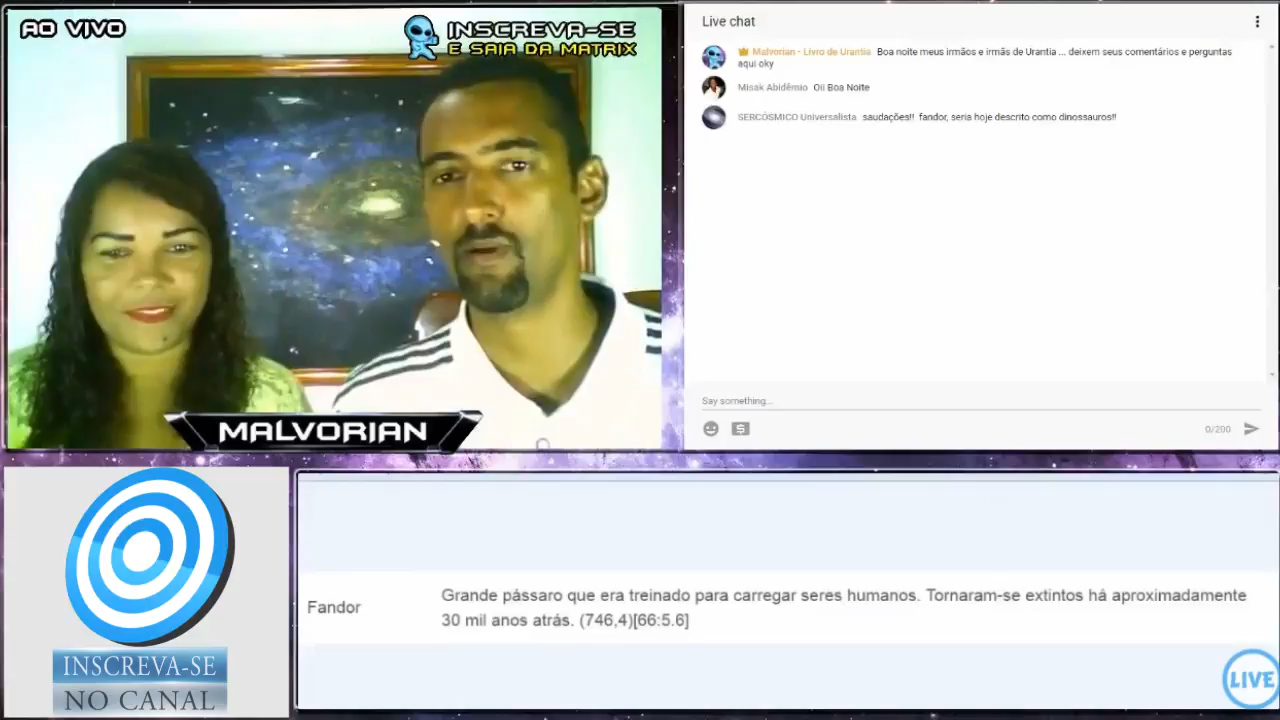 AO VIVO
INSCREVA-SE
E SAIA DA MATRIX
MALVORIAN
Live chat
Malvorian - Livro de Urantia Boa noite meus irmãos e irmãs de Urantia ... deixem seus comentários e perguntas
aqui oky
Misak Abidêmio Oii Boa Noite
SERCÓSMICO Universalista saudações!! fandor, seria hoje descrito como dinossauros!!
Say something...
0/200
INSCREVA-SE
NO CANAL
Fandor
Grande pássaro que era treinado para carregar seres humanos. Tornaram-se extintos há aproximadamente
30 mil anos atrás. (746,4)[66:5.6]
LIVE